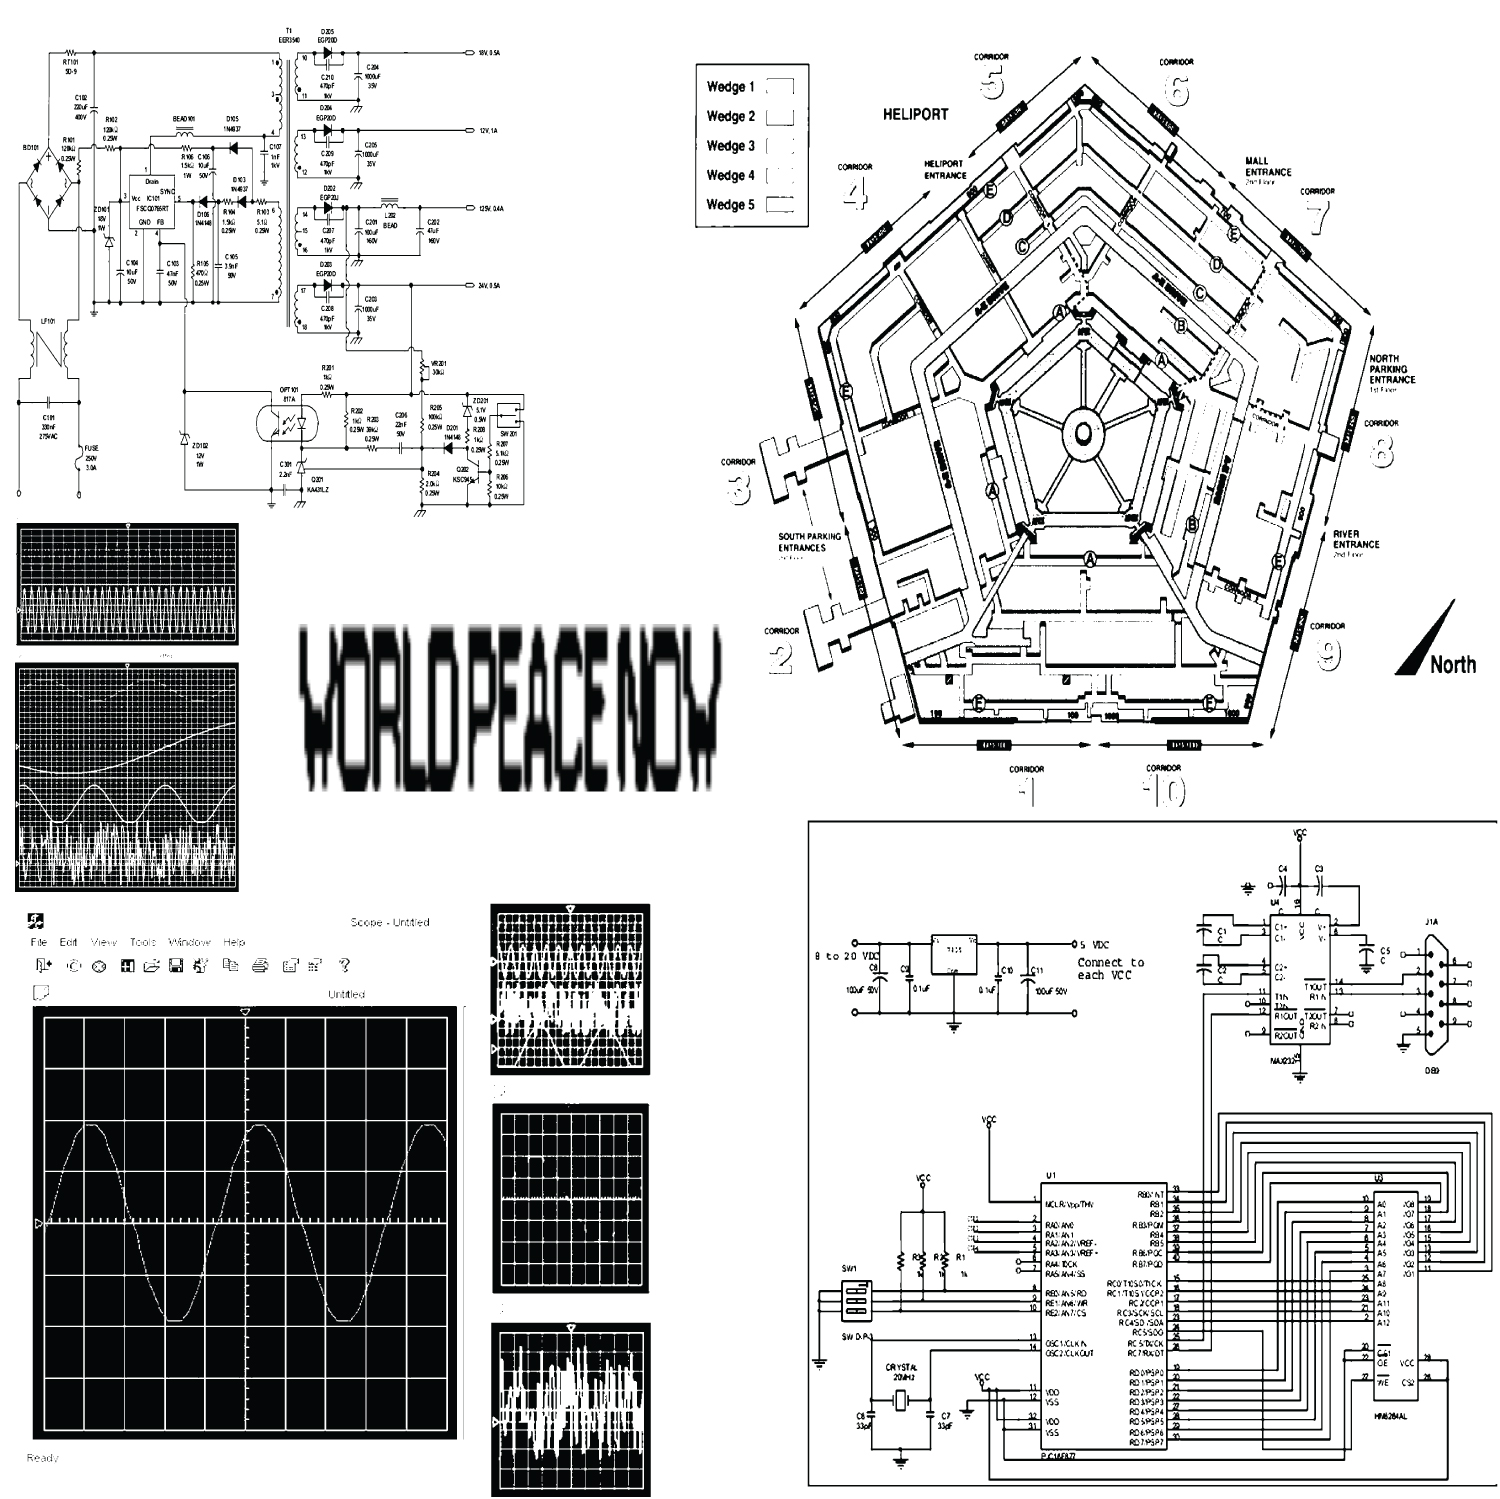 T1
EER3540
RT101
5D-9
C102
220uF
400V
R102
120kΩ
0.25W
R101
120kΩ
0.25W
BD101
BEAD101
D105
1N4937
R106
1.5kΩ
1W
C106
10uF
50V
C107
1nF
1kV
D103
1N4937
Drain
SYNC
Vcc IC101
FSCQ0765RT
GND FB
ZD101
18V
1W
D106
1N4148
R104
1.5kΩ
0.25W
R103
5.1Ω
0.25W
C104
10uF
50V
C103
47nF
50V
R105
470Ω
0.25W
C105
3.9nF
50V
D205
EGP20D
C210
470pF
1kV
C204
1000uF
35V
18V, 0.5A
D204
EGP20D
C209
470pF
1kV
C205
1000uF
35V
12V, 1A
D202
EGP20J
C207
470pF
1kV
C201
100uF
160V
L202
BEAD
C202
47uF
160V
125V, 0.4A
D203
EGP20D
C208
470pF
1kV
C203
1000uF
35V
24V, 0.5A
LF101
C101
330nF
275VAC
FUSE
250V
3.0A
ZD102
12V
1W
OPT101
817A
R201
1kΩ
0.25W
VR201
30kΩ
R202
1kΩ
0.25W
R203
39kΩ
0.25W
C206
22nF
50V
R205
100kΩ
0.25W
D201
1N4148
ZD201
5.1V
0.5W
R208
1kΩ
0.25W
SW201
R207
5.1kΩ
0.25W
C301
2.2nF
Q201
KA431LZ
R204
2.0kΩ
0.25W
Q202
KSC945
R206
10kΩ
0.25W
Wedge 1
Wedge 2
Wedge 3
Wedge 4
Wedge 5
HELIPORT
HELIPORT
ENTRANCE
CORRIDOR
5
CORRIDOR
6
MALL
ENTRANCE
2nd Floor
CORRIDOR
4
CORRIDOR
7
NORTH
PARKING
ENTRANCE
1st Floor
CORRIDOR
8
CORRIDOR
3
SOUTH PARKING
ENTRANCES
RIVER
ENTRANCE
2nd Floor
CORRIDOR
2
CORRIDOR
9
North
CORRIDOR
1
CORRIDOR
10
WORLD PEACE NOW
Scope - Untitled
File Edit View Tools Window Help
Untitled
Ready
8 to 20 VDC
C8
100uF 50V
C9
0.1uF
C10
0.1uF
C11
100uF 50V
5 VDC
Connect to
each VCC
VCC
C4
C3
U4
C1
C
C2
C
C5
C
C1+
C1-
C2+
C2-
VCC
V+
V-
T1OUT
R1IN
T1IN
T2IN
R1OUT
T2OUT
R2OUT
R2IN
MAX232
J1A
DB9
VCC
VCC
U1
MCLR/Vpp/THV
RA0/AN0
RA1/AN1
RA2/AN2/VREF-
RA3/AN3/VREF+
RA4/T0CK
RA5/AN4/SS
RE0/AN5/RD
RE1/AN6/WR
RE2/AN7/CS
OSC1/CLKIN
OSC2/CLKOUT
VDD
VSS
VDD
VSS
RB0/INT
RB1
RB2
RB3/PGM
RB4
RB5
RB6/PGC
RB7/PGD
RC0/T1OSO/T1CK
RC1/T1OSI/CCP2
RC2/CCP1
RC3/SCK/SCL
RC4/SDI/SDA
RC5/SDO
RC6/TX/CK
RC7/RX/DT
RD0/PSP0
RD1/PSP1
RD2/PSP2
RD3/PSP3
RD4/PSP4
RD5/PSP5
RD6/PSP6
RD7/PSP7
PIC16F877
SW1
SW DIP-3
R3
R2
R1
1k
CRYSTAL
20MHz
C6
33pF
C7
33pF
VCC
U3
A0
A1
A2
A3
A4
A5
A6
A7
A8
A9
A11
A10
A12
CS1
OE
WE
VCC
CS2
HM6264AL